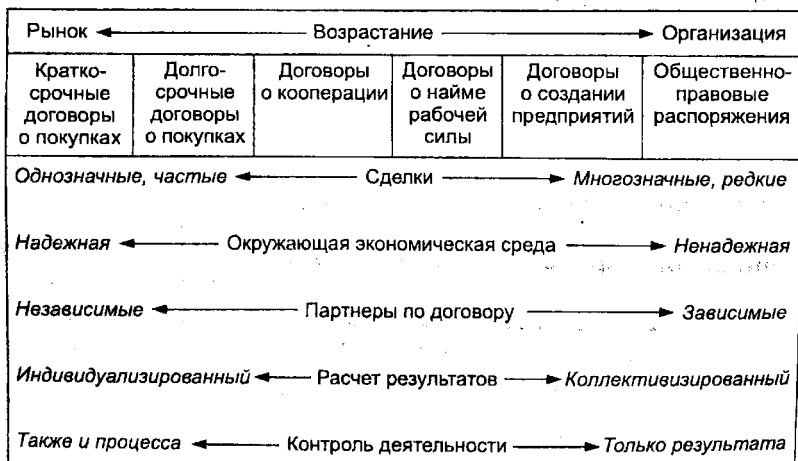 Рынок Возрастание Организация
Кратко- Долго- Договоры Договоры Договоры Общественно-
срочные срочные о кооперации о найме о создании правовые
договоры договоры рабочей предприятий распоряжения
о покупках о покупках силы
Однозначные, частые Сделки Многозначные, редкие
Надежная Окружающая экономическая среда Ненадежная
Независимые Партнеры по договору Зависимые
Индивидуализированный Расчет результатов Коллективизированный
Также и процесса Контроль деятельности Только результата